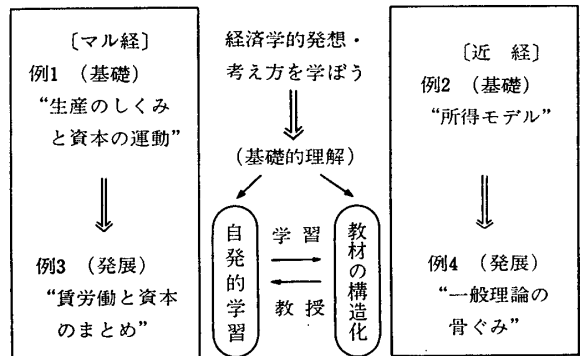 〔マル経〕
例1 (基礎)
“生産のしくみ
と資本の運動”
例3 (発展)
“賃労働と資本
のまとめ”
経済学的発想・
考え方を学ぼう
(基礎的理解)
自発的学習
学習
教授
教材の構造化
〔近 経〕
例2 (基礎)
“所得モデル”
例4 (発展)
“一般理論の
骨ぐみ”